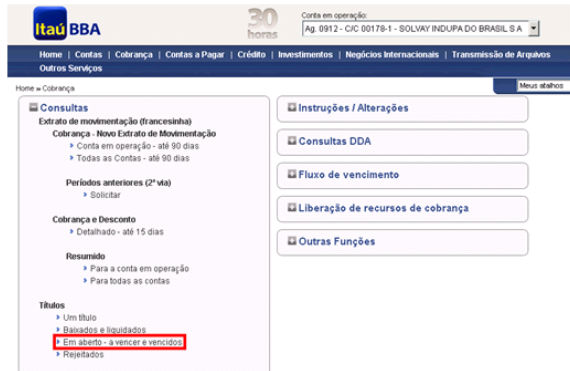 Itaú BBA
30
horas
Conta em operação:
Ag. 0912 - C/C 00178-1 - SOLVAY INDUPA DO BRASIL S A
Home | Contas | Cobrança | Contas a Pagar | Crédito | Investimentos | Negócios Internacionais | Transmissão de Arquivos
Outros Serviços
Home » Cobrança
Meus atalhos
Consultas
Extrato de movimentação (francesinha)
Cobrança - Novo Extrato de Movimentação
Conta em operação - até 90 dias
Todas as Contas - até 90 dias
Períodos anteriores (2ª via)
Solicitar
Cobrança e Desconto
Detalhado - até 15 dias
Resumido
Para a conta em operação
Para todas as contas
Títulos
Um título
Baixados e liquidados
Em aberto - a vencer e vencidos
Rejeitados
Instruções / Alterações
Consultas DDA
Fluxo de vencimento
Liberação de recursos de cobrança
Outras Funções